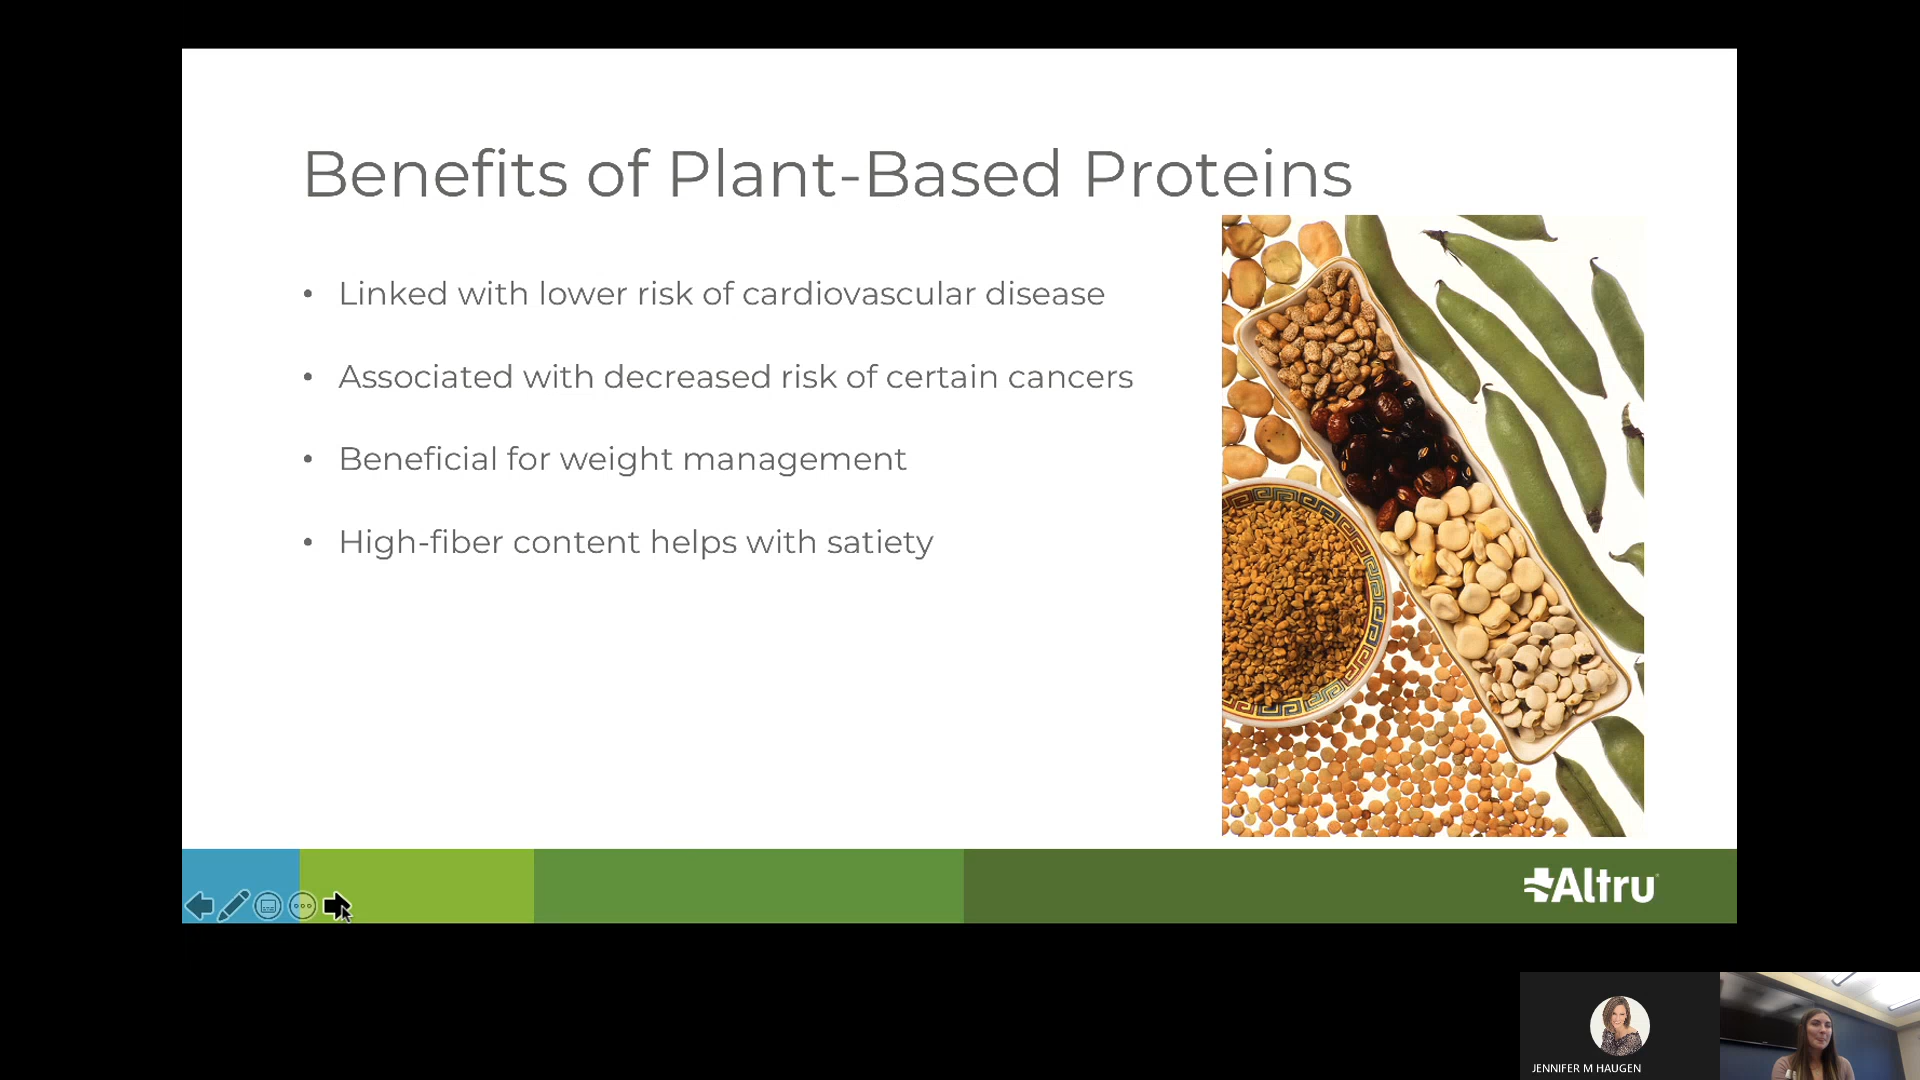 Benefits of Plant-Based Proteins
• Linked with lower risk of cardiovascular disease
• Associated with decreased risk of certain cancers
• Beneficial for weight management
• High-fiber content helps with satiety
Altru
JENNIFER M HAUGEN